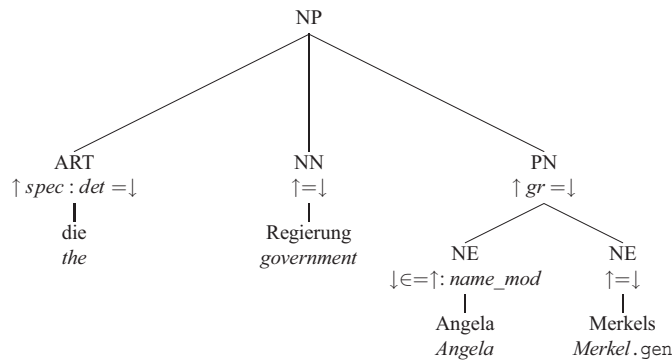 NP
ART NN PN
↑ spec : det =↓ ↑=↓ ↑ gr =↓
die Regierung
the government
NE NE
↓∈=↑: name_mod ↑=↓
Angela Merkels
Angela Merkel.gen